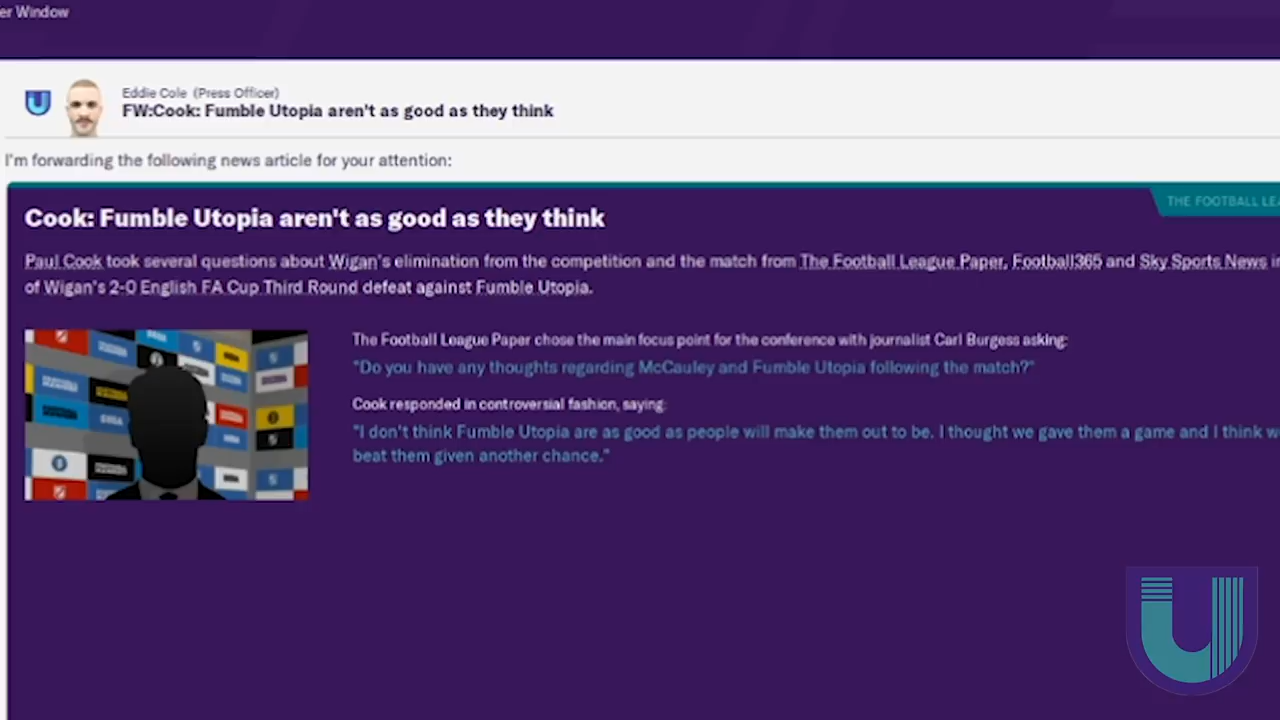 er Window
Eddie Cole (Press Officer)
FW:Cook: Fumble Utopia aren't as good as they think
I'm forwarding the following news article for your attention:
THE FOOTBALL LEA
Cook: Fumble Utopia aren't as good as they think
Paul Cook took several questions about Wigan's elimination from the competition and the match from The Football League Paper, Football365 and Sky Sports News in
of Wigan's 2-0 English FA Cup Third Round defeat against Fumble Utopia.
The Football League Paper chose the main focus point for the conference with journalist Carl Burgess asking:
"Do you have any thoughts regarding McCauley and Fumble Utopia following the match?"
Cook responded in controversial fashion, saying:
"I don't think Fumble Utopia are as good as people will make them out to be. I thought we gave them a game and I think w
beat them given another chance."